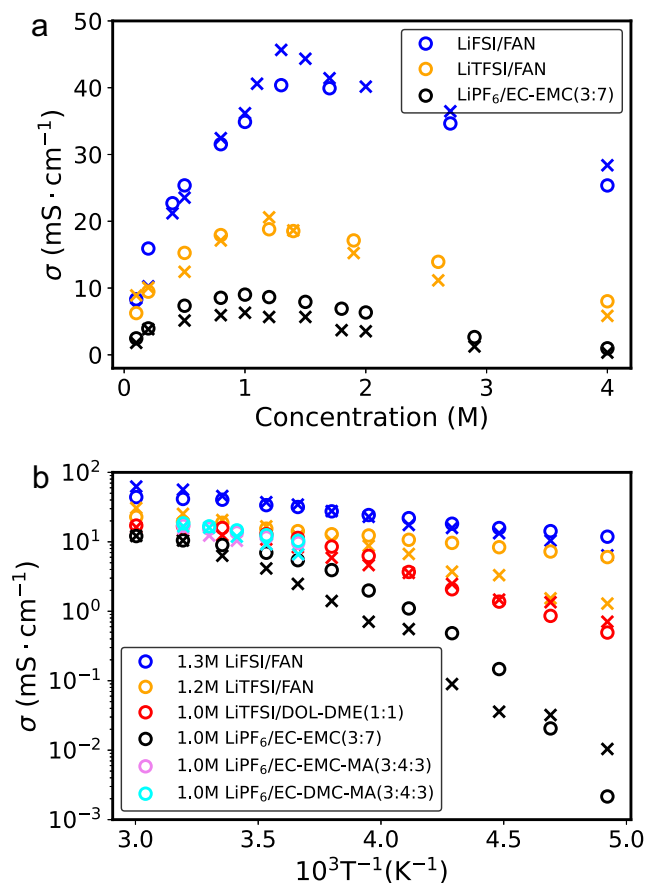 a
50
40
30
20
10
0
σ (mS · cm⁻¹)
LiFSI/FAN
LiTFSI/FAN
LiPF₆/EC-EMC(3:7)
0 1 2 3 4
Concentration (M)
b
10²
10¹
10⁰
10⁻¹
10⁻²
10⁻³
σ (mS · cm⁻¹)
1.3M LiFSI/FAN
1.2M LiTFSI/FAN
1.0M LiTFSI/DOL-DME(1:1)
1.0M LiPF₆/EC-EMC(3:7)
1.0M LiPF₆/EC-EMC-MA(3:4:3)
1.0M LiPF₆/EC-DMC-MA(3:4:3)
3.0 3.5 4.0 4.5 5.0
10³T⁻¹(K⁻¹)